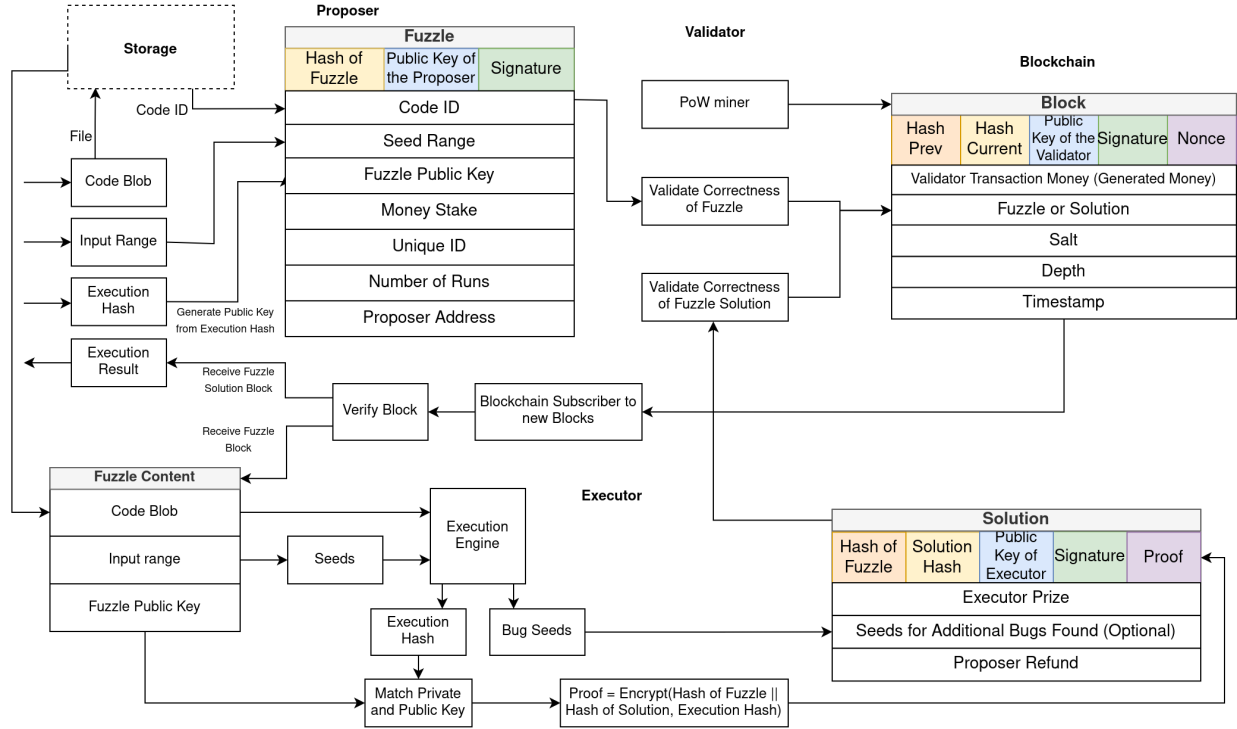 Proposer
Storage
Code ID
File
Code Blob
Input Range
Execution
Hash
Generate Public Key
from Execution Hash
Execution
Result
Fuzzle
Hash of
Fuzzle
Public Key of
the Proposer
Signature
Code ID
Seed Range
Fuzzle Public Key
Money Stake
Unique ID
Number of Runs
Proposer Address
Validator
PoW miner
Validate Correctness
of Fuzzle
Validate Correctness
of Fuzzle Solution
Blockchain
Block
Hash
Prev
Hash
Current
Public
Key of the
Validator
Signature
Nonce
Validator Transaction Money (Generated Money)
Fuzzle or Solution
Salt
Depth
Timestamp
Receive Fuzzle
Solution Block
Verify Block
Blockchain Subscriber to
new Blocks
Receive Fuzzle
Block
Fuzzle Content
Code Blob
Input range
Fuzzle Public Key
Seeds
Execution
Engine
Execution
Hash
Bug Seeds
Match Private
and Public Key
Proof = Encrypt(Hash of Fuzzle ||
Hash of Solution, Execution Hash)
Executor
Solution
Hash of
Fuzzle
Solution
Hash
Public
Key of
Executor
Signature
Proof
Executor Prize
Seeds for Additional Bugs Found (Optional)
Proposer Refund